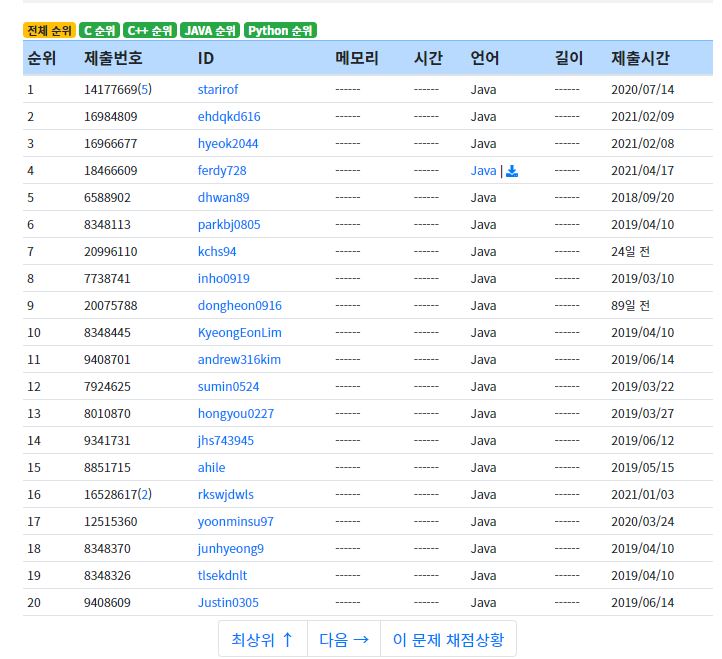 전체 순위 C 순위 C++ 순위 JAVA 순위 Python 순위
순위 제출번호 ID 메모리 시간 언어 길이 제출시간
1 14177669(5) starirof ------ ------ Java ------ 2020/07/14
2 16984809 ehdqkd616 ------ ------ Java ------ 2021/02/09
3 16966677 hyeok2044 ------ ------ Java ------ 2021/02/08
4 18466609 ferdy728 ------ ------ Java | ------ 2021/04/17
5 6588902 dhwan89 ------ ------ Java ------ 2018/09/20
6 8348113 parkbj0805 ------ ------ Java ------ 2019/04/10
7 20996110 kchs94 ------ ------ Java ------ 24일 전
8 7738741 inho0919 ------ ------ Java ------ 2019/03/10
9 20075788 dongheon0916 ------ ------ Java ------ 89일 전
10 8348445 KyeongEonLim ------ ------ Java ------ 2019/04/10
11 9408701 andrew316kim ------ ------ Java ------ 2019/06/14
12 7924625 sumin0524 ------ ------ Java ------ 2019/03/22
13 8010870 hongyou0227 ------ ------ Java ------ 2019/03/27
14 9341731 jhs743945 ------ ------ Java ------ 2019/06/12
15 8851715 ahile ------ ------ Java ------ 2019/05/15
16 16528617(2) rkswjdwls ------ ------ Java ------ 2021/01/03
17 12515360 yoonminsu97 ------ ------ Java ------ 2020/03/24
18 8348370 junhyeong9 ------ ------ Java ------ 2019/04/10
19 8348326 tlsekdnlt ------ ------ Java ------ 2019/04/10
20 9408609 Justin0305 ------ ------ Java ------ 2019/06/14
최상위 ↑ 다음 → 이 문제 채점상황